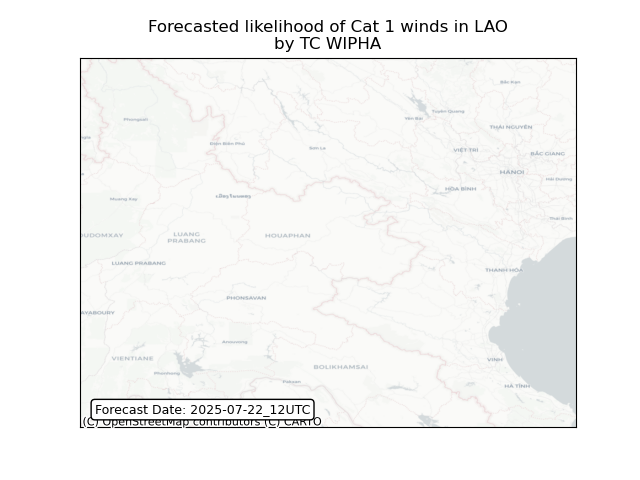 Forecasted likelihood of Cat 1 winds in LAO
by TC WIPHA
Bắc Kạn
Tuyên Quang
Yên Bái
Phongsali
THÁI NGUYÊN
Điện Biên Phủ
Sơn La
VIỆT TRÌ
BẮC GIANG
HÀNOI
Hải Dương
HÒA BÌNH
Muang Xay
Thái Bình
UDOMXAY
LUANG
PRABANG
HOUAPHAN
LUANG PRABANG
THANH HÓA
PHONSAVAN
AYABOURY
VIENTIANE
VINH
BOLIKHAMSAI
Pakxan
HÀ TĨNH
Forecast Date: 2025-07-22_12UTC
(C) OpenStreetMap contributors (C) CARTO